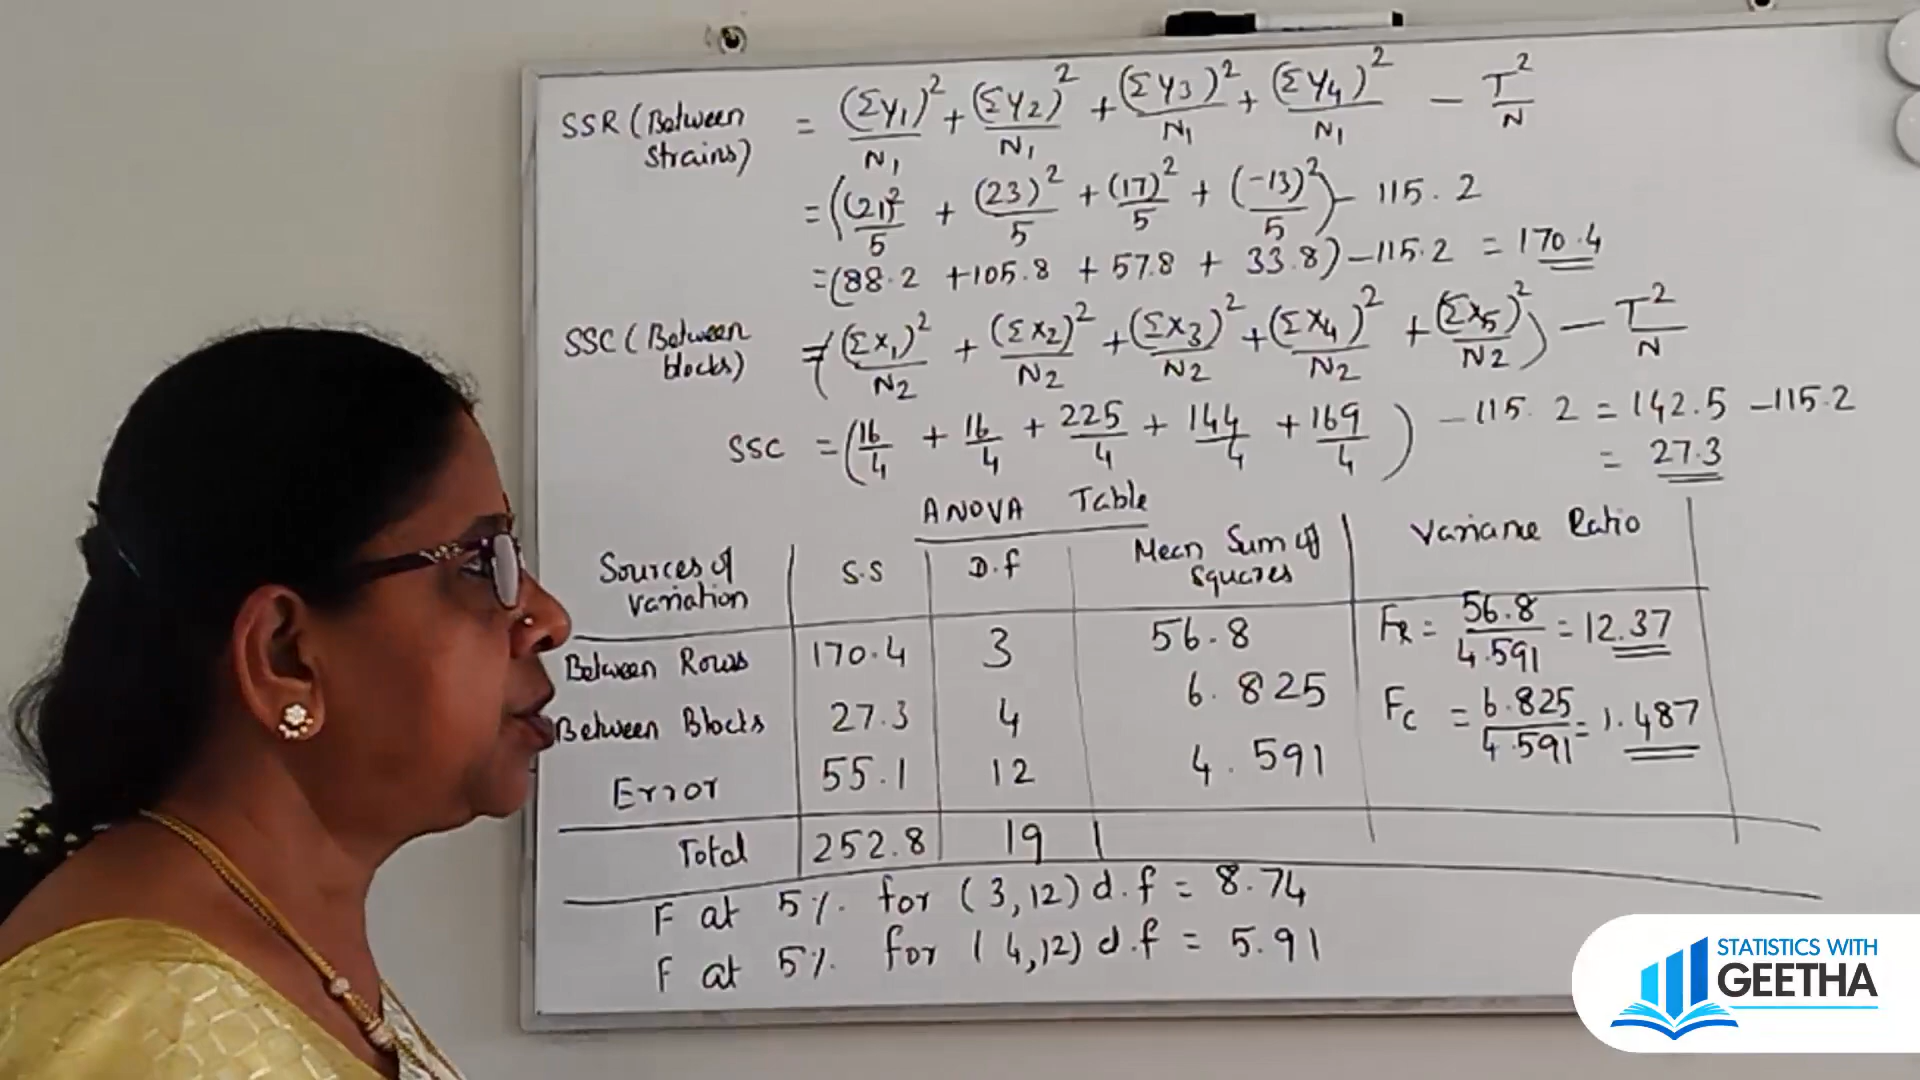 SSR (Between strains) = (Σy1)²/N1 + (Σy2)²/N1 + (Σy3)²/N1 + (Σy4)²/N1 − T²/N
= ((21)²/5 + (23)²/5 + (17)²/5 + (-13)²/5) − 115.2
= (88.2 + 105.8 + 57.8 + 33.8) − 115.2 = 170.4
SSC (Between blocks) = ((Σx1)²/N2 + (Σx2)²/N2 + (Σx3)²/N2 + (Σx4)²/N2 + (Σx5)²/N2) − T²/N
SSC = (16/4 + 16/4 + 225/4 + 144/4 + 169/4) − 115.2 = 142.5 − 115.2
= 27.3
ANOVA Table
Sources of variation S.S D.f Mean Sum of Squares Variance Ratio
Between Rows 170.4 3 56.8 FR = 56.8/4.591 = 12.37
Between Blocks 27.3 4 6.825 Fc = 6.825/4.591 = 1.487
Error 55.1 12 4.591
Total 252.8 19
F at 5%. for (3,12) d.f = 8.74
F at 5%. for (4,12) d.f = 5.91
STATISTICS WITH
GEETHA